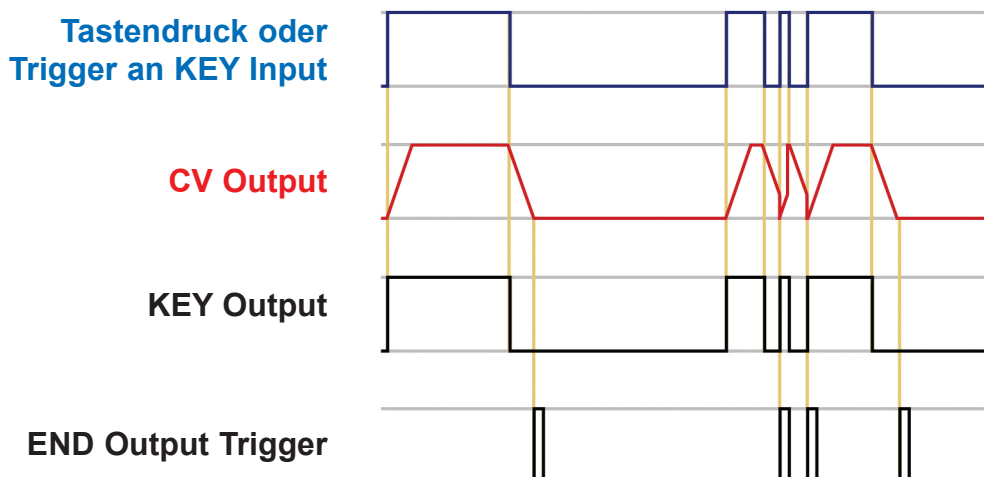 Tastendruck oder
Trigger an KEY Input
CV Output
KEY Output
END Output Trigger